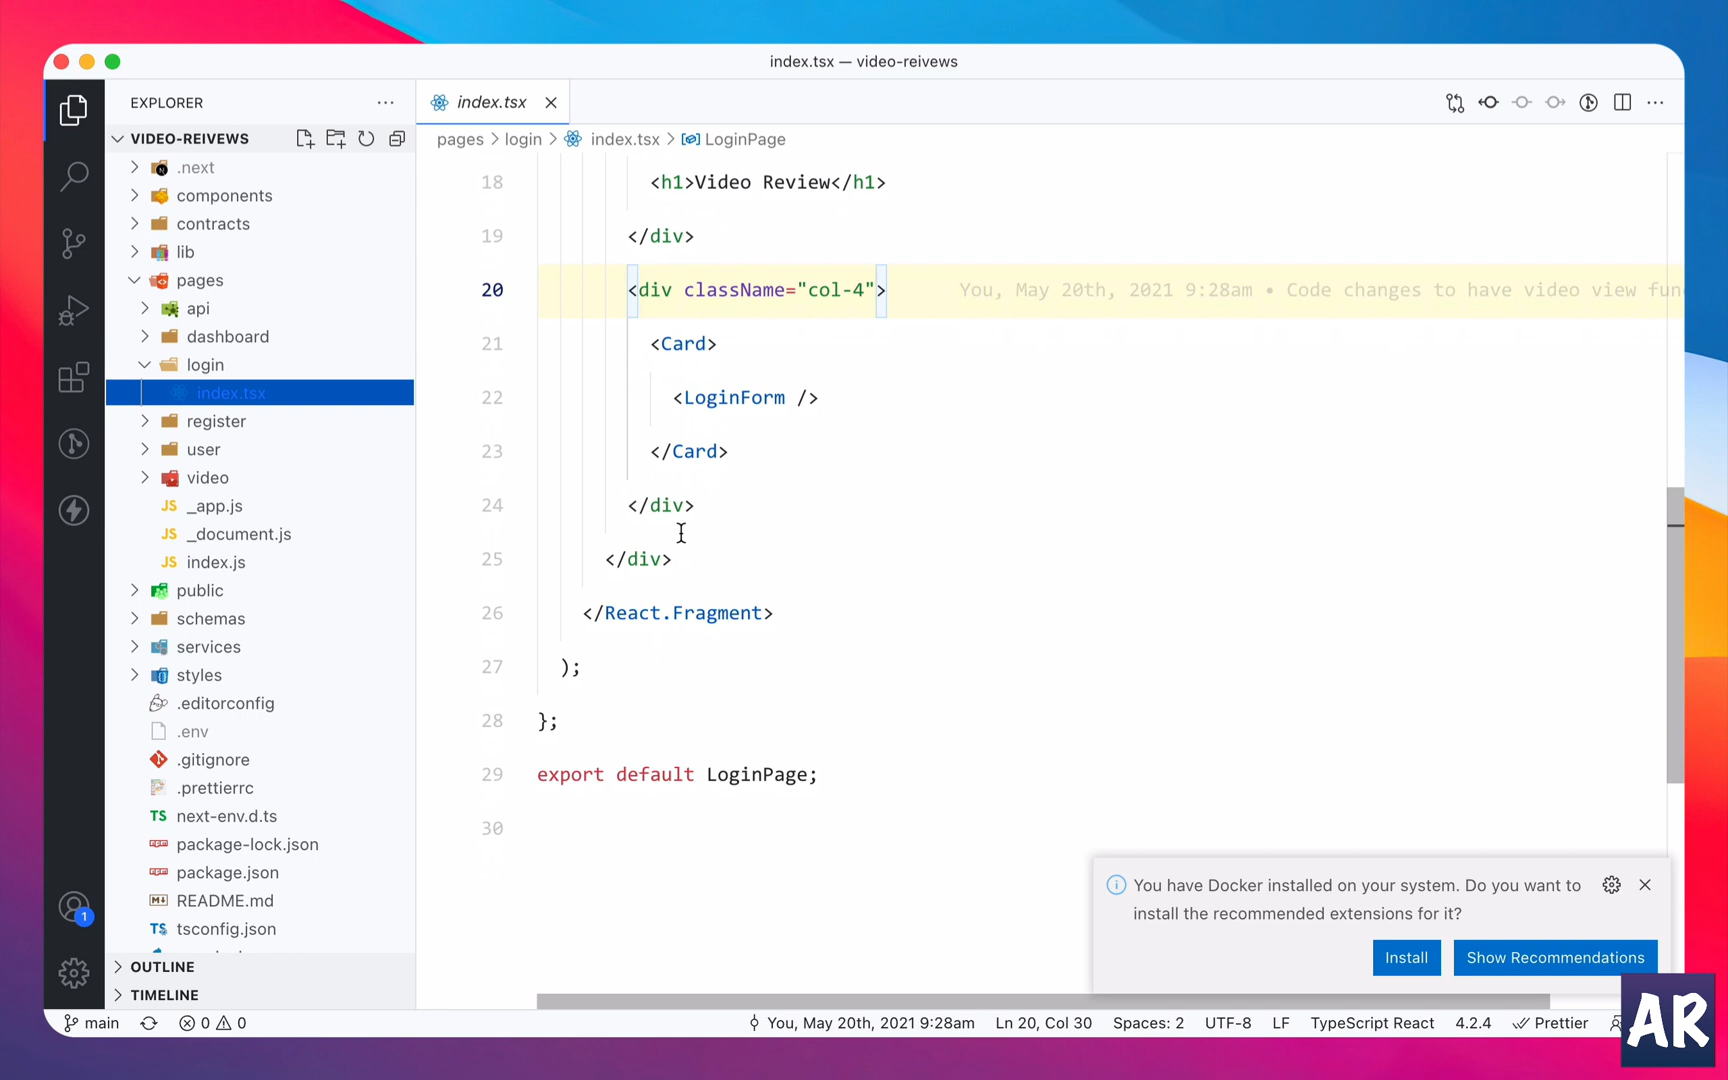 index.tsx — video-reivews
EXPLORER
index.tsx
VIDEO-REIVEWS
pages > login > index.tsx > LoginPage
.next
components
contracts
lib
pages
api
dashboard
login
index.tsx
register
user
video
JS _app.js
JS _document.js
JS index.js
public
schemas
services
styles
.editorconfig
.env
.gitignore
.prettierrc
TS next-env.d.ts
package-lock.json
package.json
README.md
TS tsconfig.json
OUTLINE
TIMELINE
1
18 <h1>Video Review</h1>
19 </div>
20 <div className="col-4"> You, May 20th, 2021 9:28am • Code changes to have video view fun
21 <Card>
22 <LoginForm />
23 </Card>
24 </div>
25 </div>
26 </React.Fragment>
27 );
28 };
29 export default LoginPage;
30
You have Docker installed on your system. Do you want to
install the recommended extensions for it?
Install
Show Recommendations
main 0 0 You, May 20th, 2021 9:28am Ln 20, Col 30 Spaces: 2 UTF-8 LF TypeScript React 4.2.4 Prettier
AR